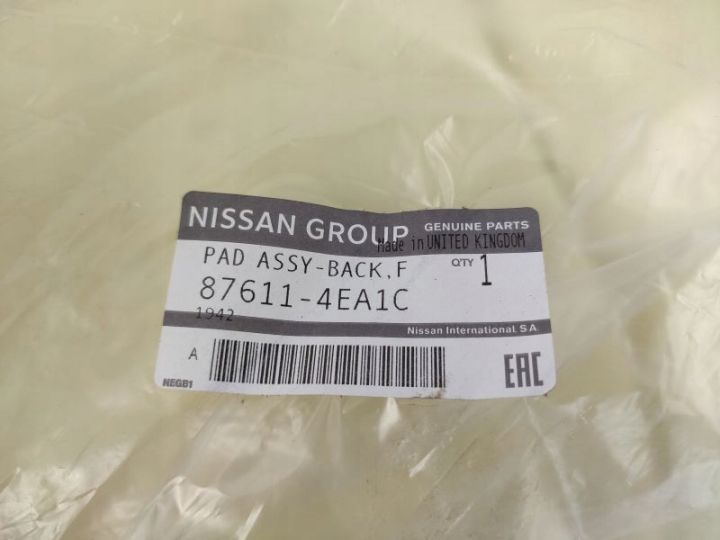 NISSAN GROUP GENUINE PARTS
Made in UNITED KINGDOM
PAD ASSY-BACK,F QTY 1
87611-4EA1C
1942
Nissan International S.A.
A
NEGB1
EAC